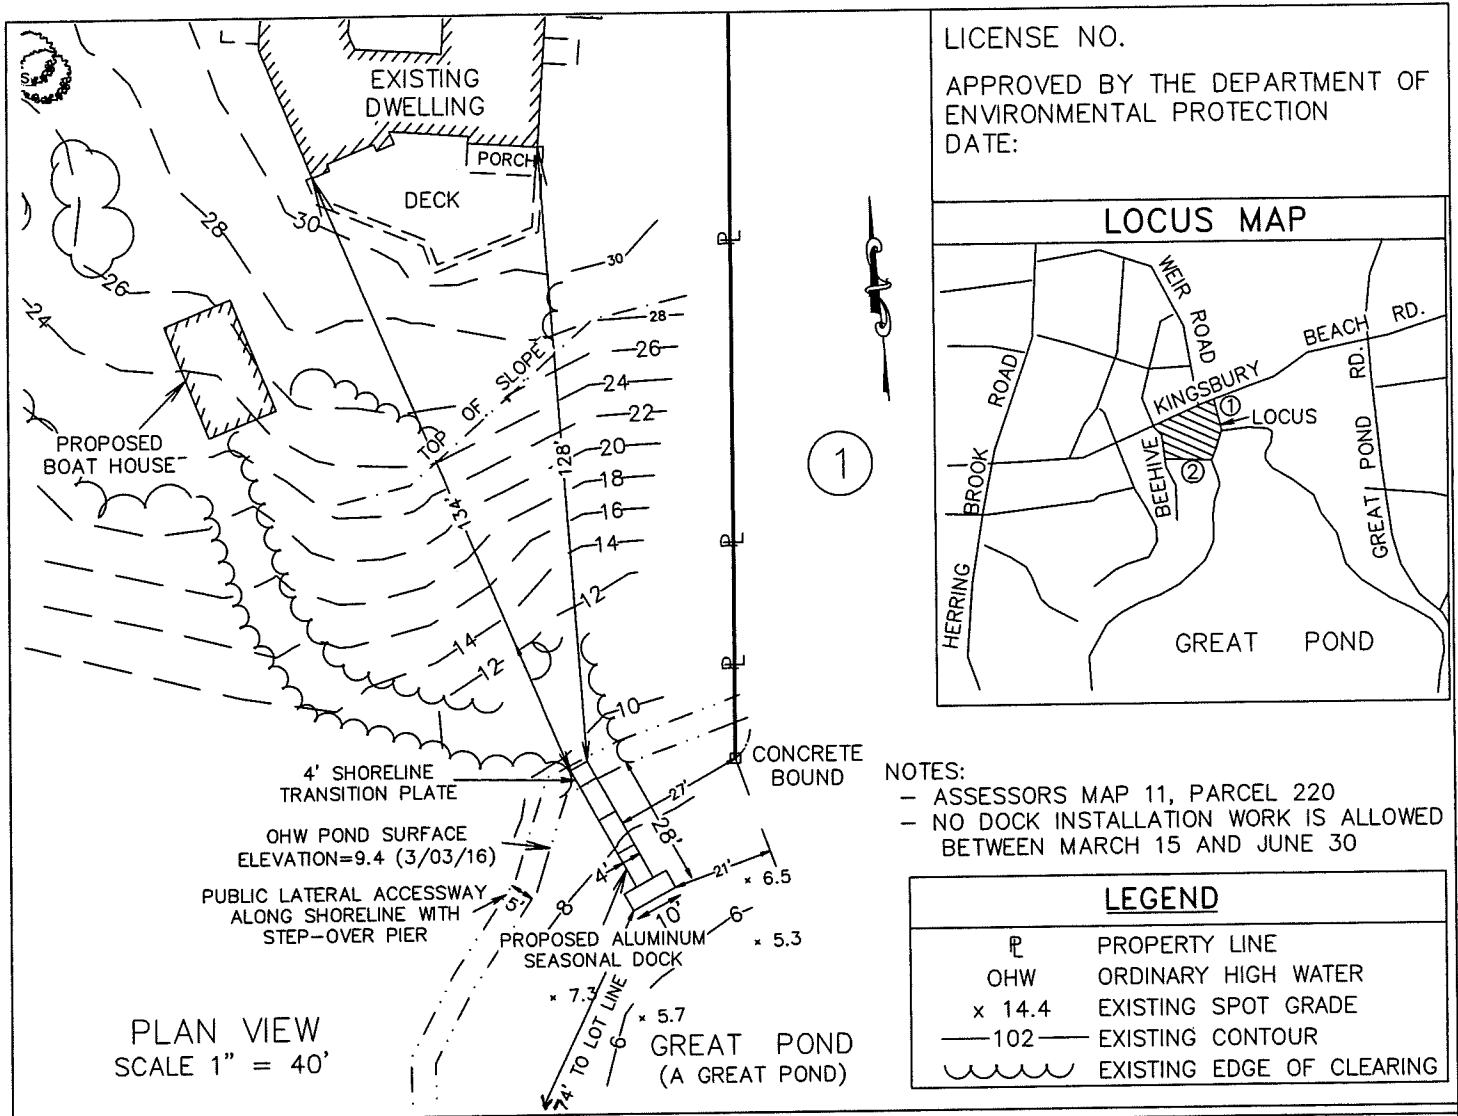 LICENSE NO.
APPROVED BY THE DEPARTMENT OF
ENVIRONMENTAL PROTECTION
DATE:
LOCUS MAP
WEIR ROAD
BEACH RD.
KINGSBURY
HERRING BROOK ROAD
BEEHIVE
GREAT POND RD.
1
LOCUS
2
GREAT POND
EXISTING
DWELLING
PORCH
DECK
S
28
30
26
24
30
28
26
24
22
20
18
16
14
12
14
12
10
TOP OF SLOPE
134'
128'
PROPOSED
BOAT HOUSE
1
PL
PL
PL
CONCRETE
BOUND
4' SHORELINE
TRANSITION PLATE
27'
28'
OHW POND SURFACE
ELEVATION=9.4 (3/03/16)
4'
21'
× 6.5
PUBLIC LATERAL ACCESSWAY
ALONG SHORELINE WITH
STEP-OVER PIER
5'
8
10'
6
× 5.3
PROPOSED ALUMINUM
SEASONAL DOCK
× 7.3
74' TO LOT LINE
× 5.7
6
GREAT POND
(A GREAT POND)
PLAN VIEW
SCALE 1" = 40'
NOTES:
– ASSESSORS MAP 11, PARCEL 220
– NO DOCK INSTALLATION WORK IS ALLOWED
BETWEEN MARCH 15 AND JUNE 30
LEGEND
PL PROPERTY LINE
OHW ORDINARY HIGH WATER
× 14.4 EXISTING SPOT GRADE
102 EXISTING CONTOUR
EXISTING EDGE OF CLEARING